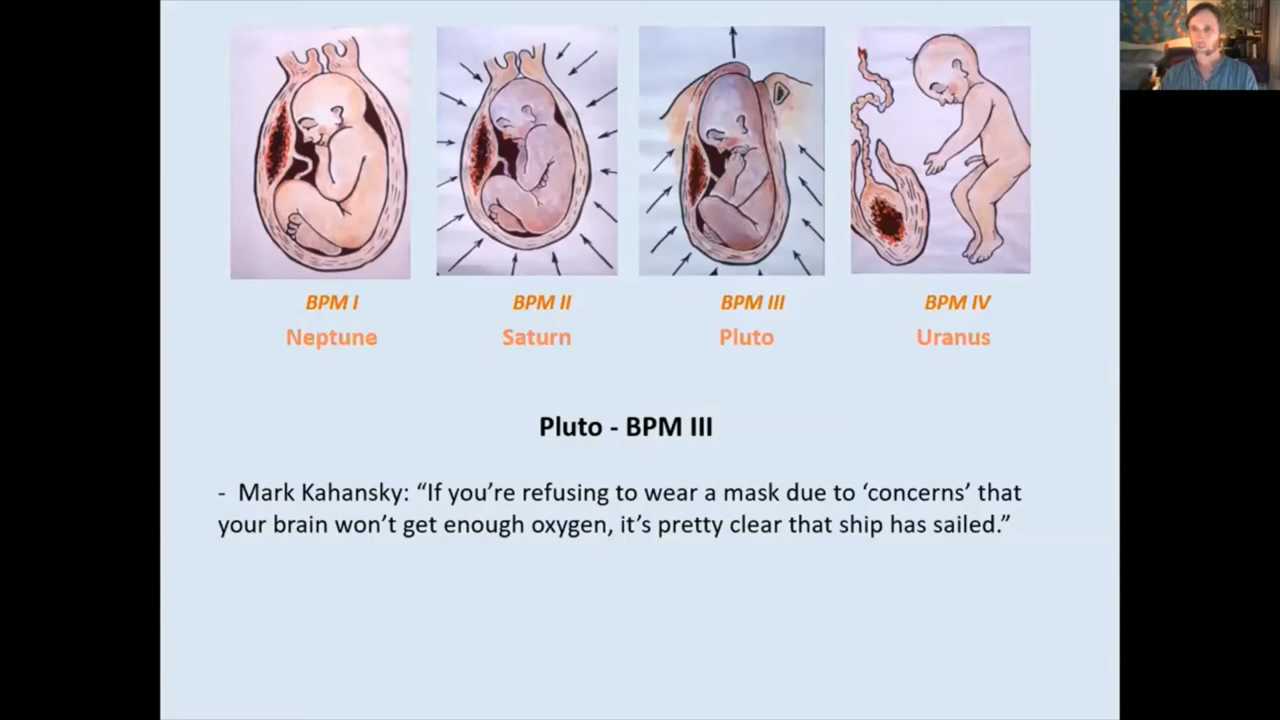 BPM I BPM II BPM III BPM IV
Neptune Saturn Pluto Uranus
Pluto - BPM III
- Mark Kahansky: “If you’re refusing to wear a mask due to ‘concerns’ that
your brain won’t get enough oxygen, it’s pretty clear that ship has sailed.”